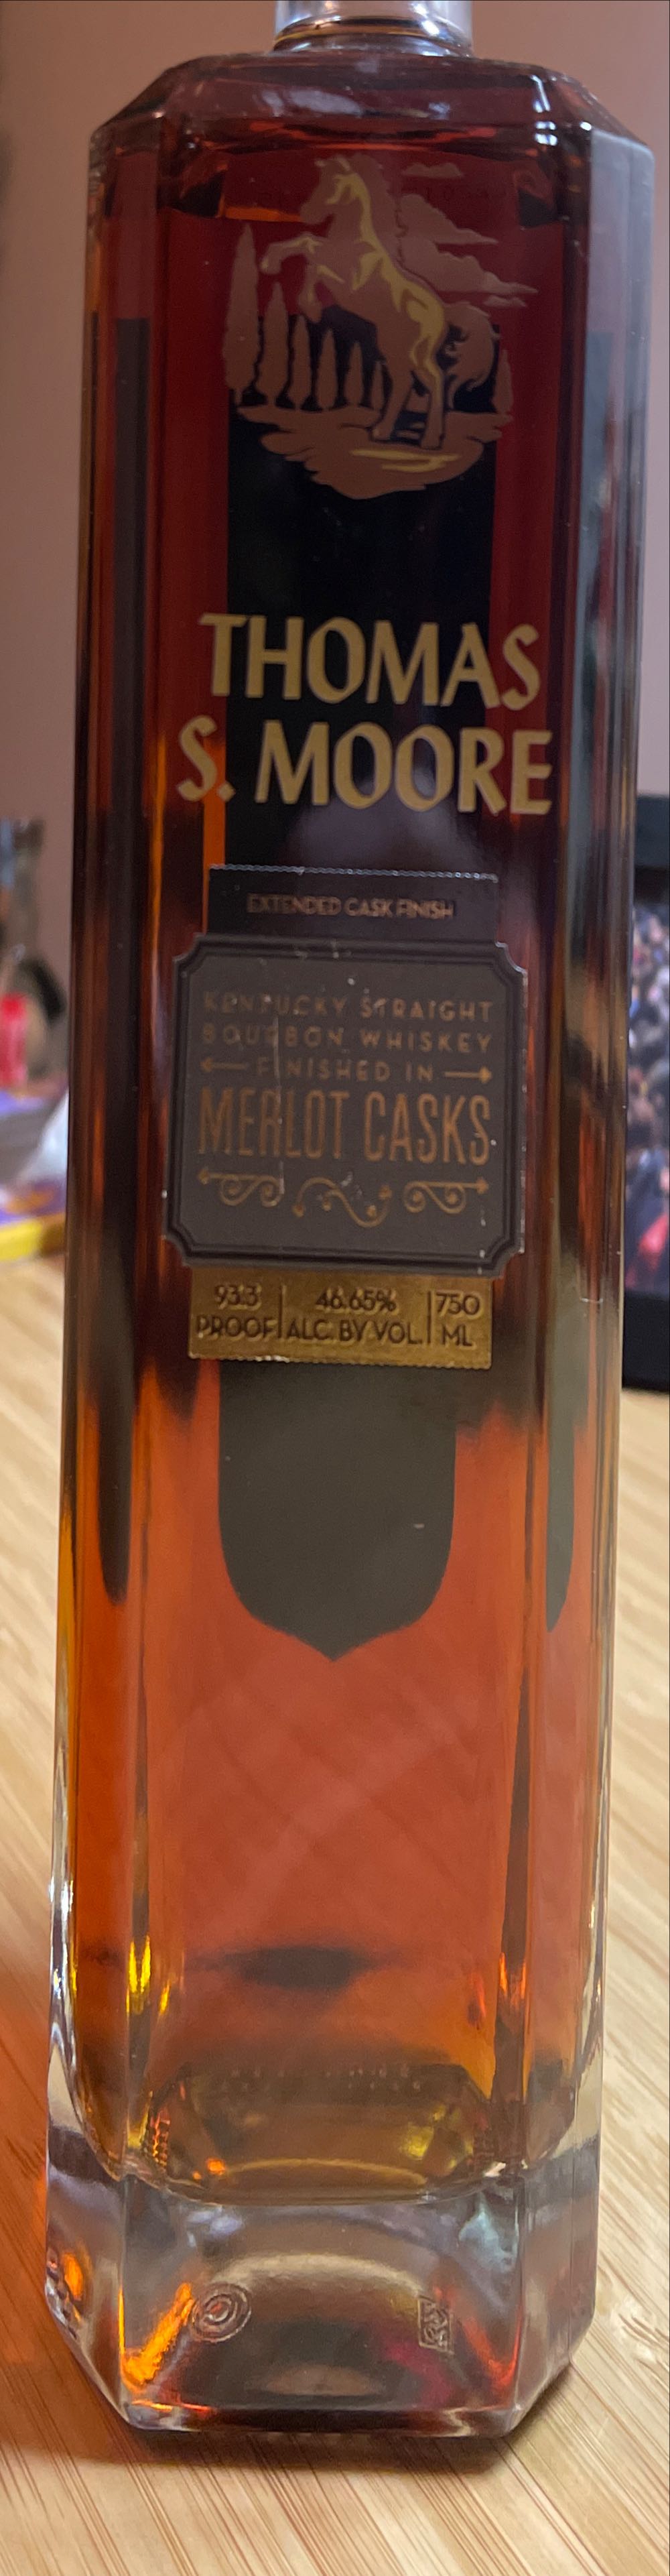 THOMAS
S. MOORE
EXTENDED CASK FINISH
KENTUCKY STRAIGHT
BOURBON WHISKEY
FINISHED IN
MERLOT CASKS
93.3 46.65% 750
PROOF ALC. BY VOL. ML